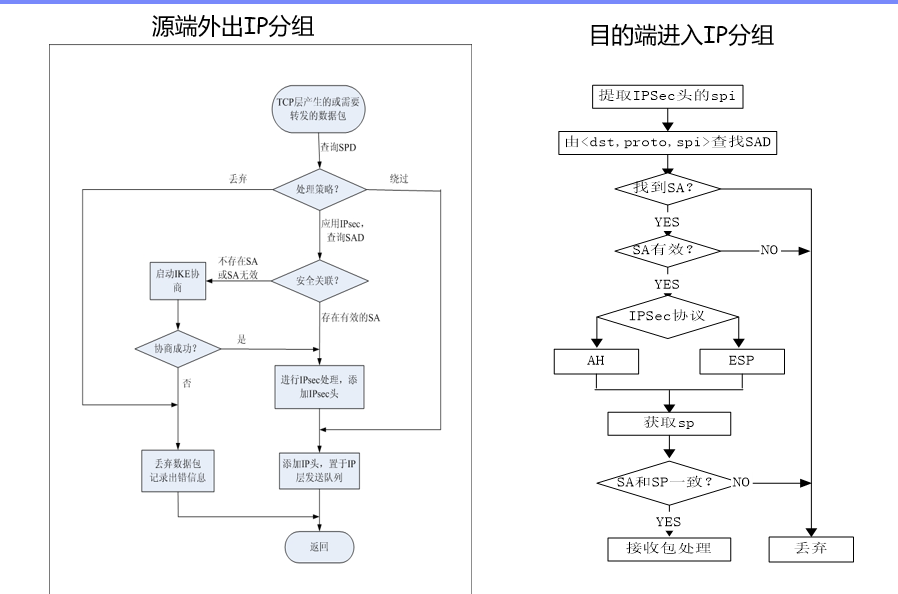 源端外出IP分组
TCP层产生的或需要
转发的数据包
查询SPD
丢弃
处理策略？
绕过
应用IPsec，
查询SAD
不存在SA
或SA无效
启动IKE协
商
安全关联？
存在有效的SA
协商成功？
是
否
进行IPsec处理，添
加IPsec头
丢弃数据包
记录出错信息
添加IP头，置于IP
层发送队列
返回
目的端进入IP分组
提取IPSec头的spi
由<dst,proto,spi>查找SAD
找到SA？
YES
SA有效？
NO
YES
IPSec协议
AH
ESP
获取sp
SA和SP一致？
NO
YES
接收包处理
丢弃